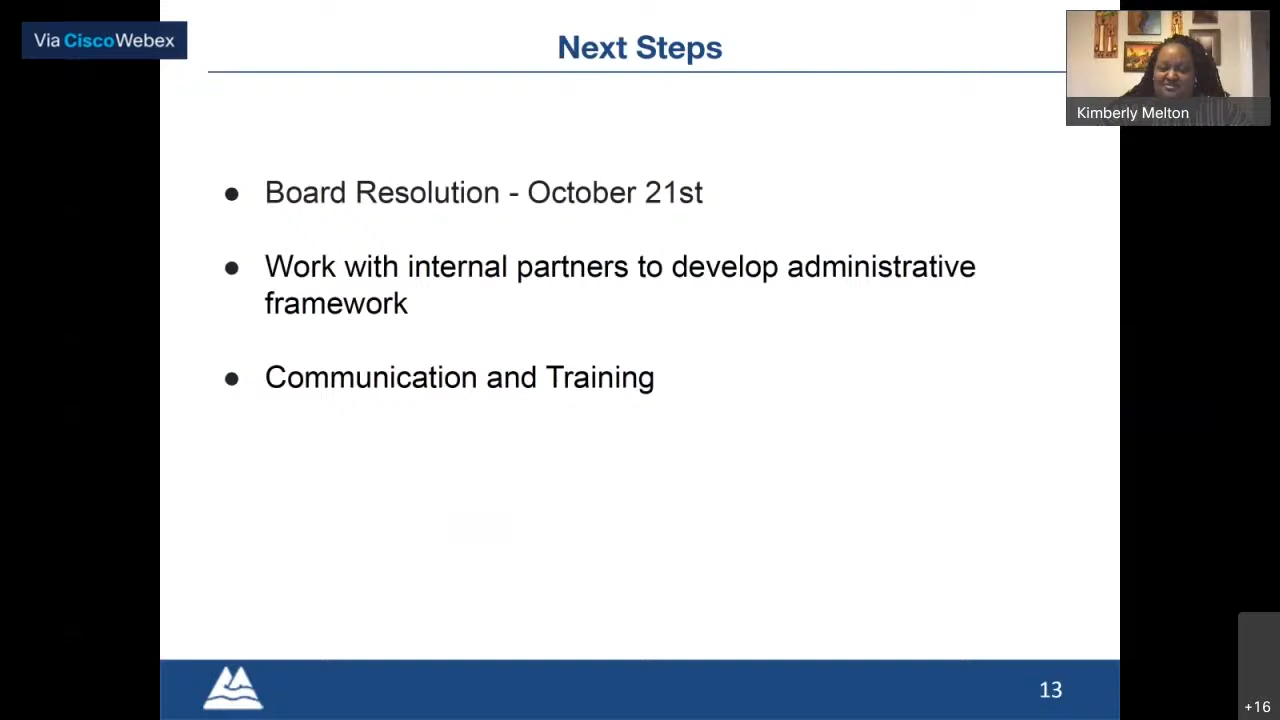 Via CiscoWebex
Next Steps
Kimberly Melton
● Board Resolution - October 21st
● Work with internal partners to develop administrative
framework
● Communication and Training
13
+16